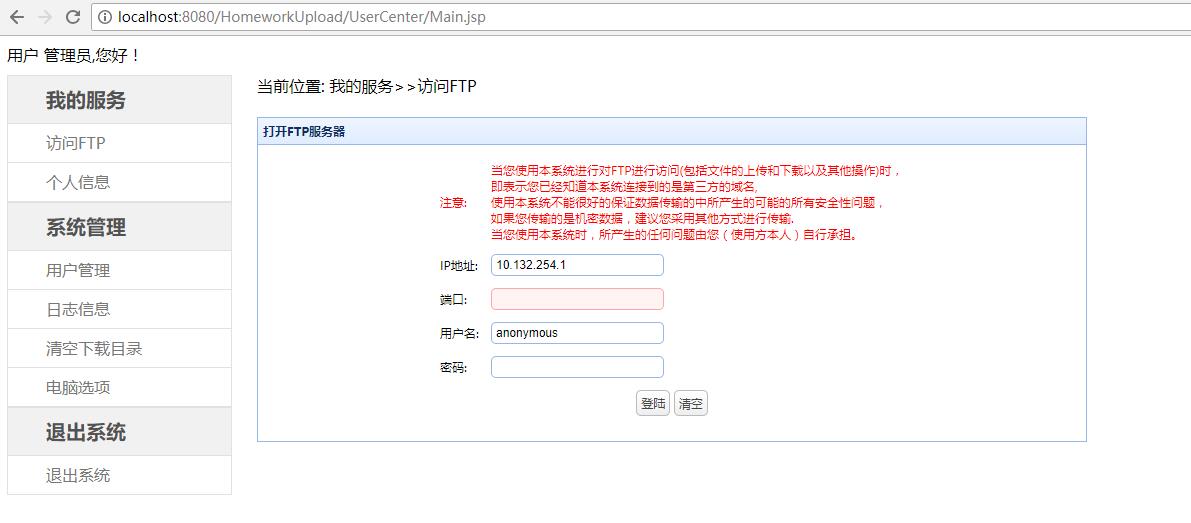 localhost:8080/HomeworkUpload/UserCenter/Main.jsp
用户 管理员,您好！
我的服务
访问FTP
个人信息
系统管理
用户管理
日志信息
清空下载目录
电脑选项
退出系统
退出系统
当前位置: 我的服务>>访问FTP
打开FTP服务器
当您使用本系统进行对FTP进行访问(包括文件的上传和下载以及其他操作)时，
即表示您已经知道本系统连接到的是第三方的域名,
注意: 使用本系统不能很好的保证数据传输的中所产生的可能的所有安全性问题，
如果您传输的是机密数据，建议您采用其他方式进行传输.
当您使用本系统时，所产生的任何问题由您（使用方本人）自行承担。
IP地址: 10.132.254.1
端口:
用户名: anonymous
密码:
登陆 清空